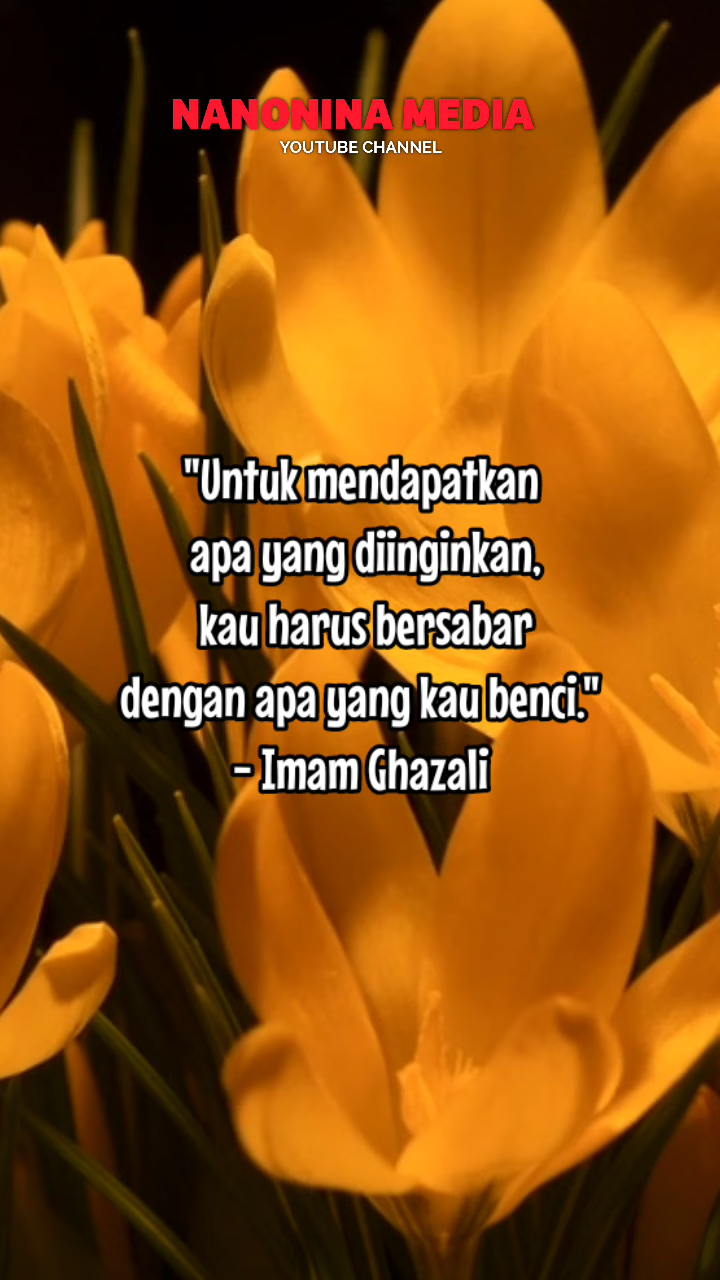 NANONINA MEDIA
YOUTUBE CHANNEL
"Untuk mendapatkan
apa yang diinginkan,
kau harus bersabar
dengan apa yang kau benci."
- Imam Ghazali